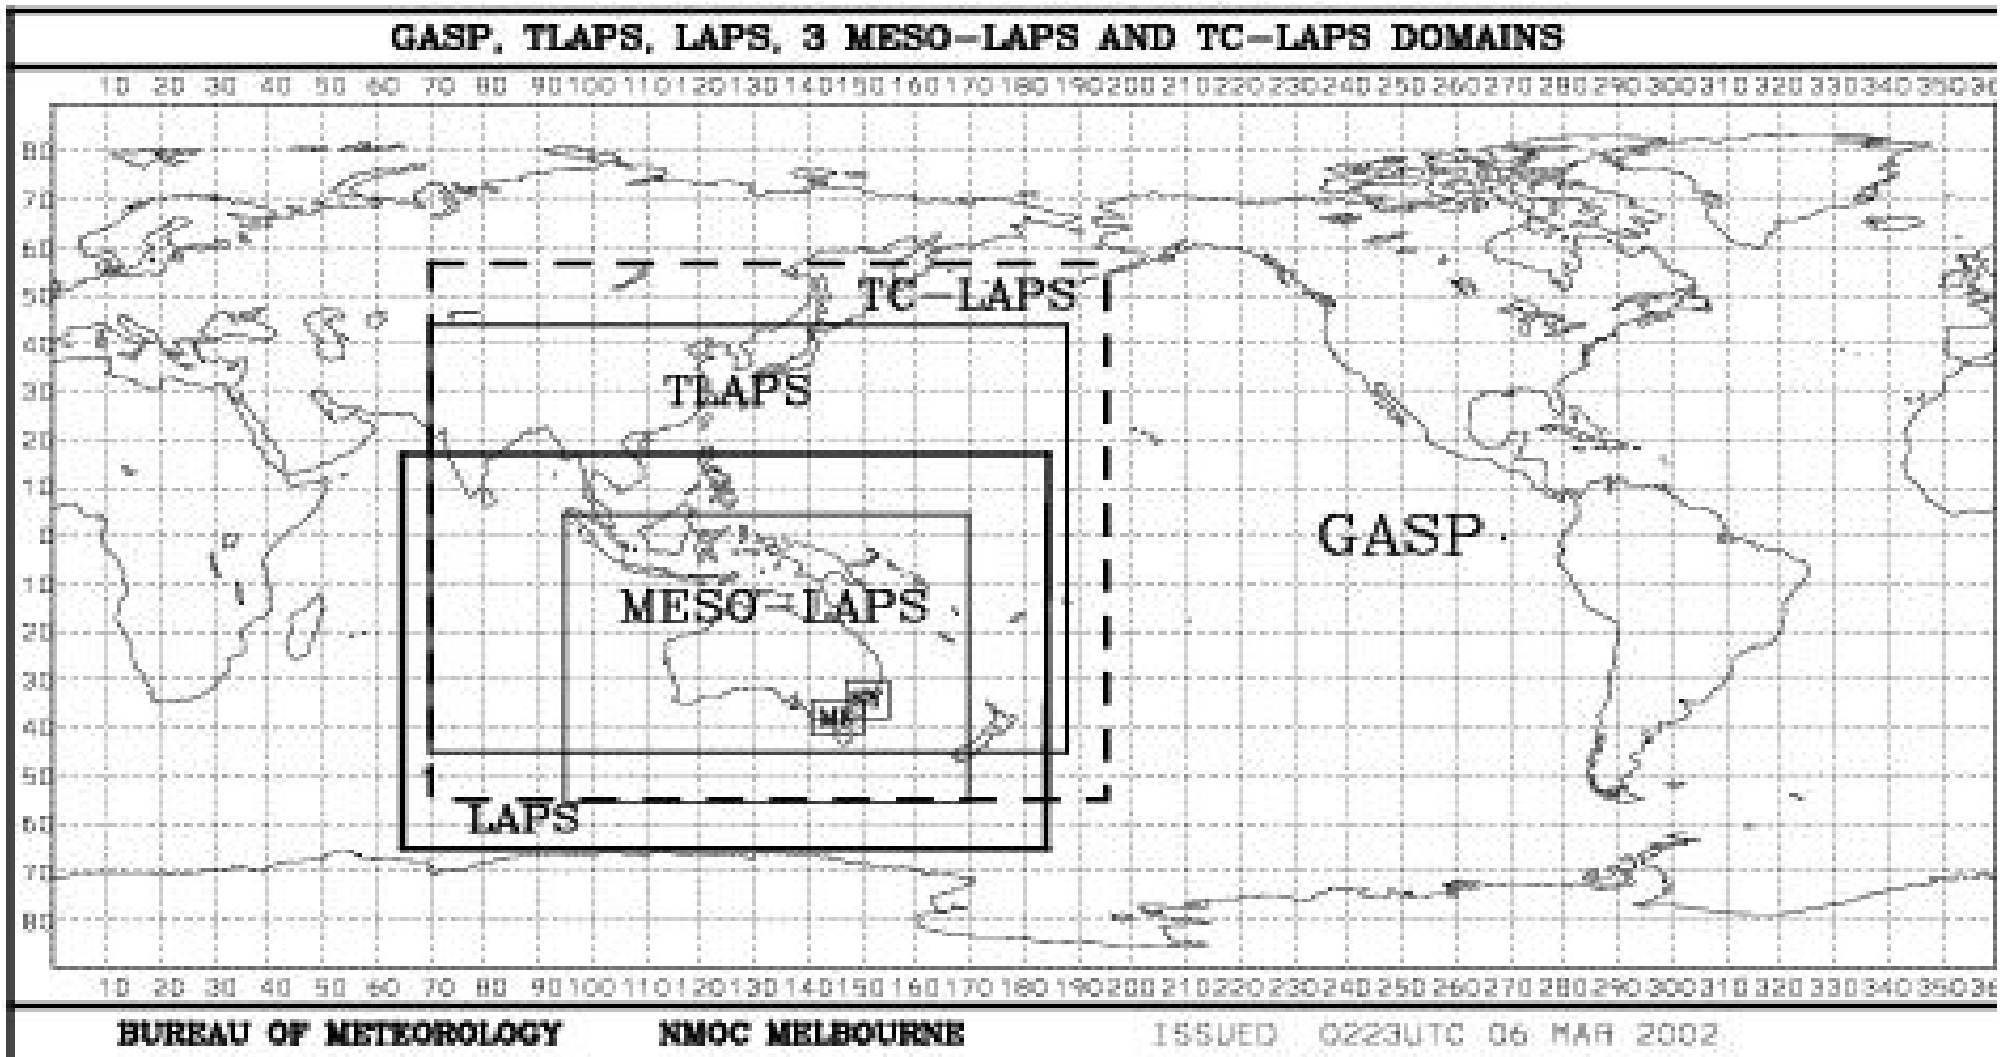 GASP, TLAPS, LAPS, 3 MESO-LAPS AND TC-LAPS DOMAINS
10 20 30 40 50 60 70 80 90 100 110 120 130 140 150 160 170 180 190 200 210 220 230 240 250 260 270 280 290 300 310 320 330 340 350 36
80
70
60
50
TC-LAPS
40
30
TLAPS
20
10
0
GASP
10
MESO-LAPS
20
30
40
50
LAPS
60
70
80
10 20 30 40 50 60 70 80 90 100 110 120 130 140 150 160 170 180 190 200 210 220 230 240 250 260 270 280 290 300 310 320 330 340 350 36
BUREAU OF METEOROLOGY NMOC MELBOURNE ISSUED 0223UTC 06 MAR 2002